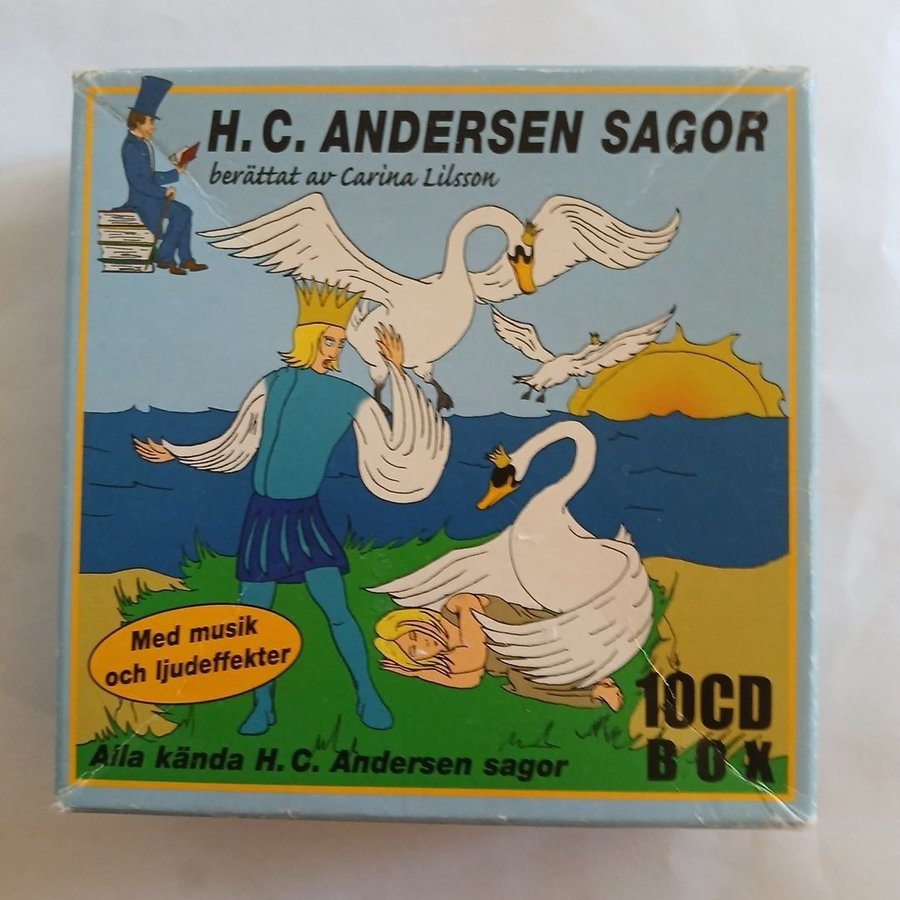 H. C. ANDERSEN SAGOR
berättat av Carina Lilsson
Med musik
och ljudeffekter
10CD
BOX
Alla kända H. C. Andersen sagor